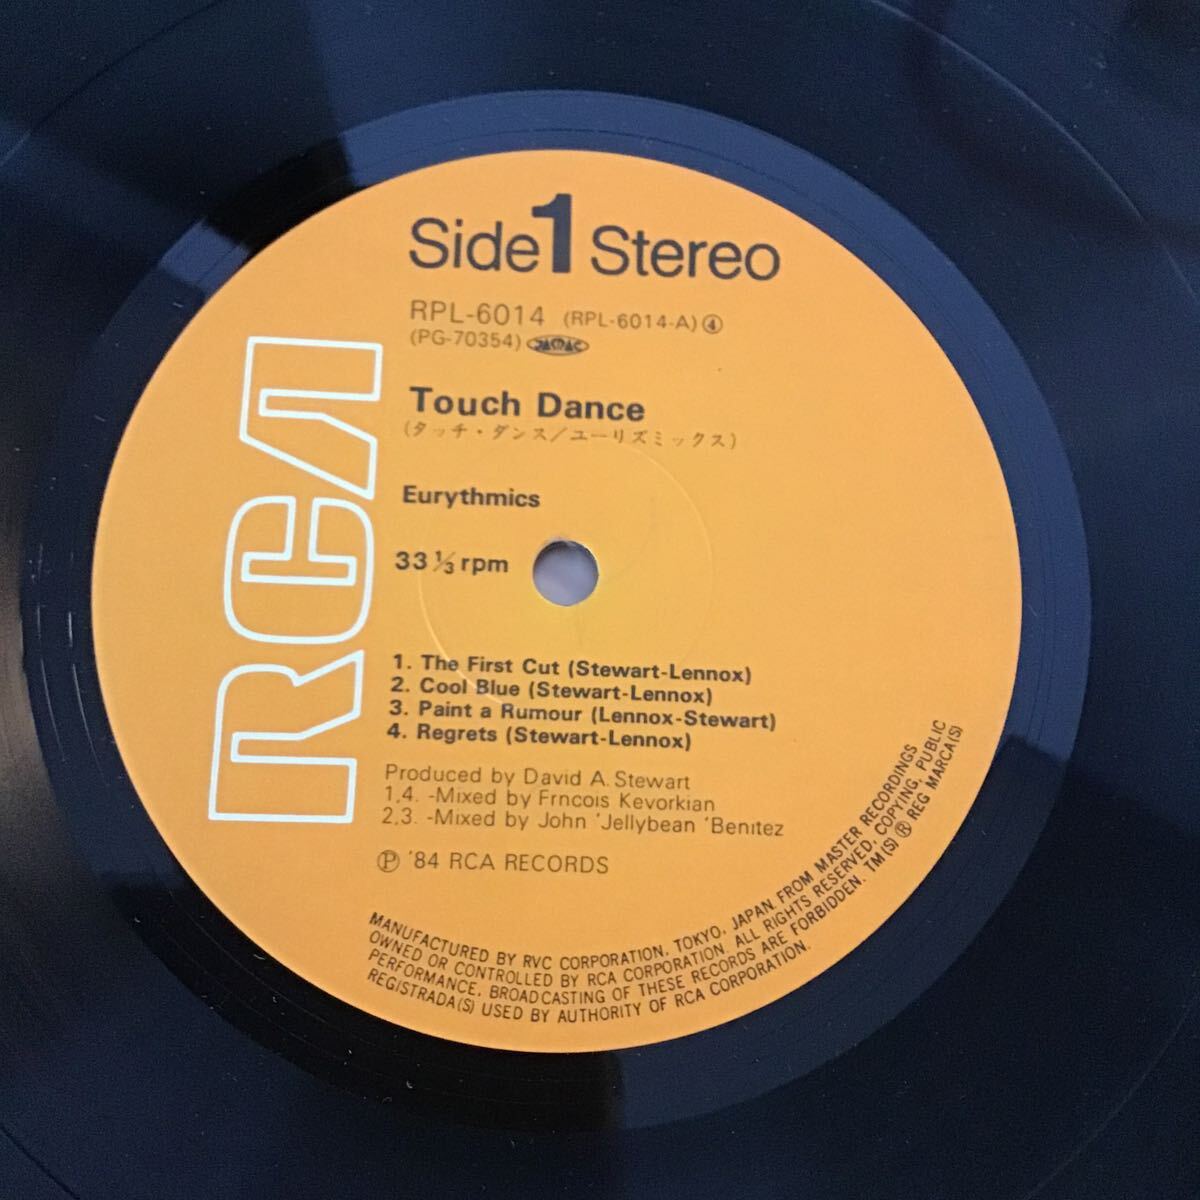 Side 1 Stereo
RPL-6014 (RPL-6014-A) ④
(PG-70354) JASRAC
Touch Dance
(タッチ・ダンス/ユーリズミックス)
Eurythmics
33 1/3 rpm
RCA
1. The First Cut (Stewart-Lennox)
2. Cool Blue (Stewart-Lennox)
3. Paint a Rumour (Lennox-Stewart)
4. Regrets (Stewart-Lennox)
Produced by David A. Stewart
1,4. -Mixed by Frncois Kevorkian
2,3. -Mixed by John 'Jellybean 'Benitez
Ⓟ '84 RCA RECORDS
MANUFACTURED BY RVC CORPORATION, TOKYO, JAPAN. FROM MASTER RECORDINGS
OWNED OR CONTROLLED BY RCA CORPORATION. ALL RIGHTS RESERVED, COPYING, PUBLIC
PERFORMANCE, BROADCASTING OF THESE RECORDS ARE FORBIDDEN. TM(S) ® REG MARCA(S)
REGISTRADA(S) USED BY AUTHORITY OF RCA CORPORATION.